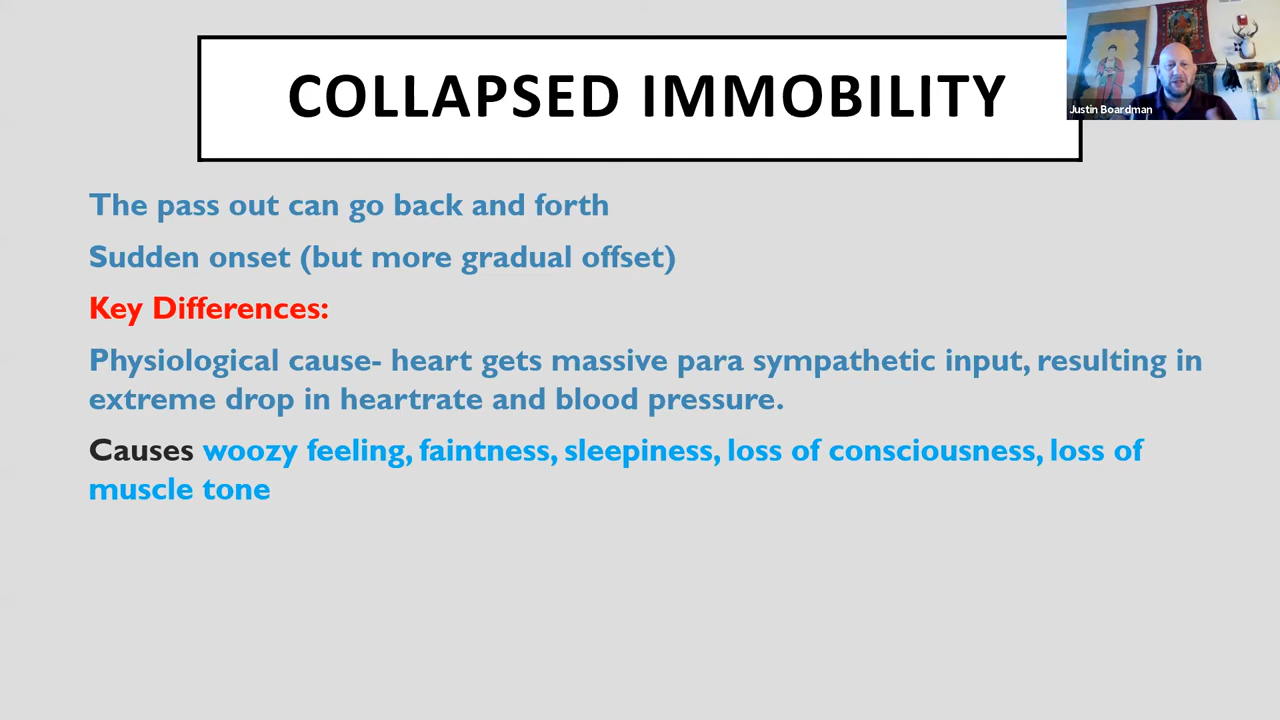 COLLAPSED IMMOBILITY
Justin Boardman
The pass out can go back and forth
Sudden onset (but more gradual offset)
Key Differences:
Physiological cause- heart gets massive para sympathetic input, resulting in
extreme drop in heartrate and blood pressure.
Causes woozy feeling, faintness, sleepiness, loss of consciousness, loss of
muscle tone